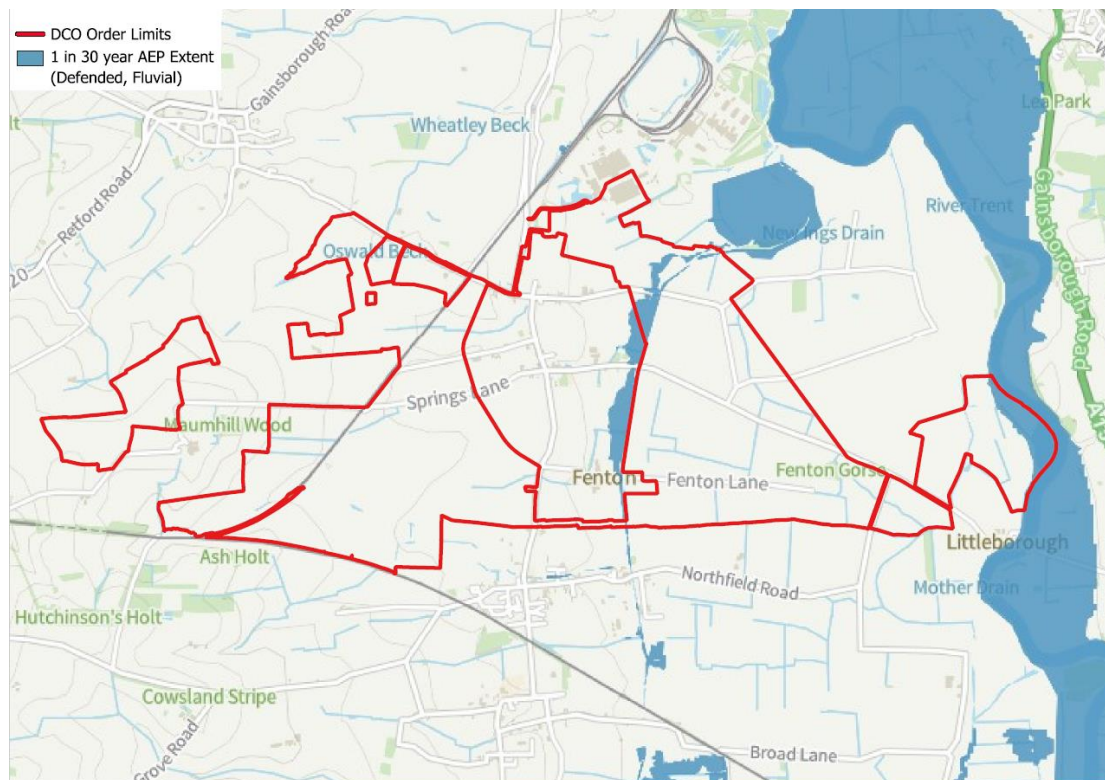 DCO Order Limits
1 in 30 year AEP Extent
(Defended, Fluvial)
Gainsborough Road
Wheatley Beck
Lea Park
Retford Road
Gainsborough Road
River Trent
20
Oswald Beck
New Ings Drain
Springs Lane
Maumhill Wood
Fenton
Fenton Lane
Fenton Gorse
Ash Holt
Littleborough
Northfield Road
Mother Drain
Hutchinson's Holt
Cowsland Stripe
Grove Road
Broad Lane